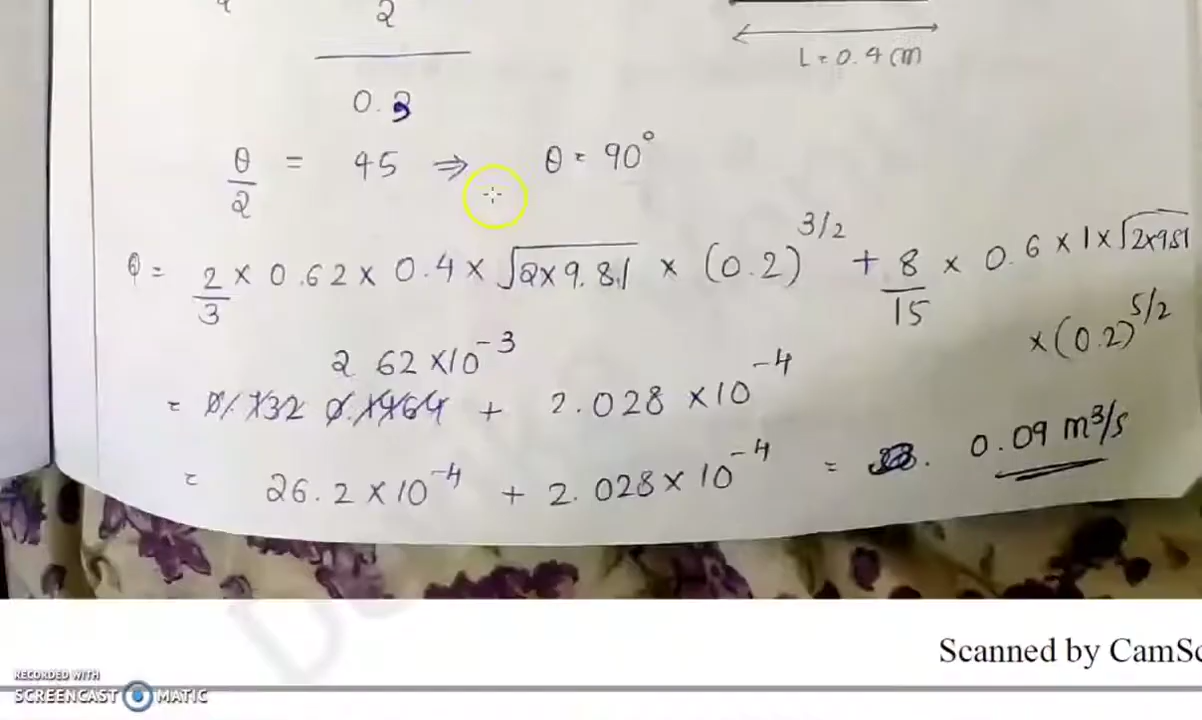 2
0.3
L = 0.4 cm
θ/2 = 45 ⇒ θ = 90°
Q = 2/3 × 0.62 × 0.4 × √2×9.81 × (0.2)^3/2 + 8/15 × 0.6 × 1 × √2×9.81
× (0.2)^5/2
2 62 ×10^-3
= + 2.028 ×10^-4
= 26.2 × 10^-4 + 2.028 × 10^-4 = 0.09 m³/s
Scanned by CamSc
RECORDED WITH
SCREENCAST MATIC